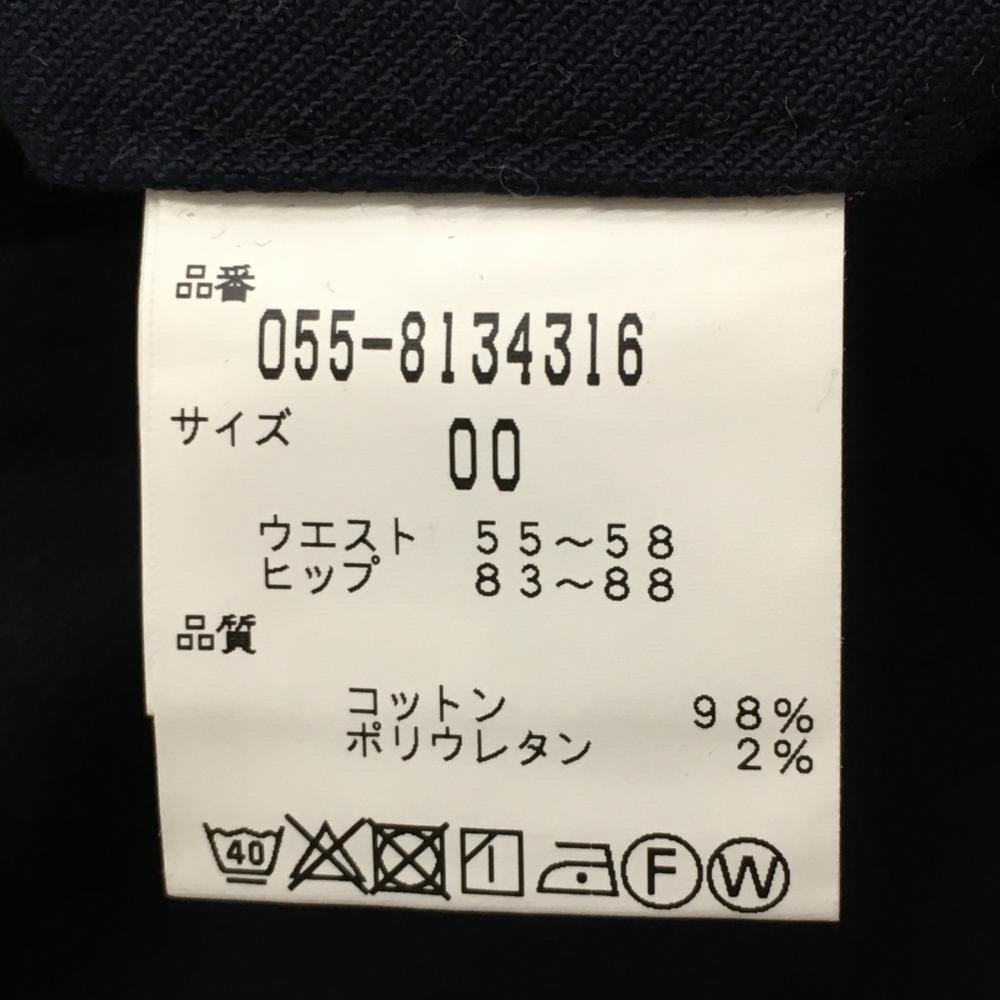 品番
055-8134316
サイズ
00
ウエスト 55〜58
ヒップ 83〜88
品質
コットン 98%
ポリウレタン 2%
40 F W